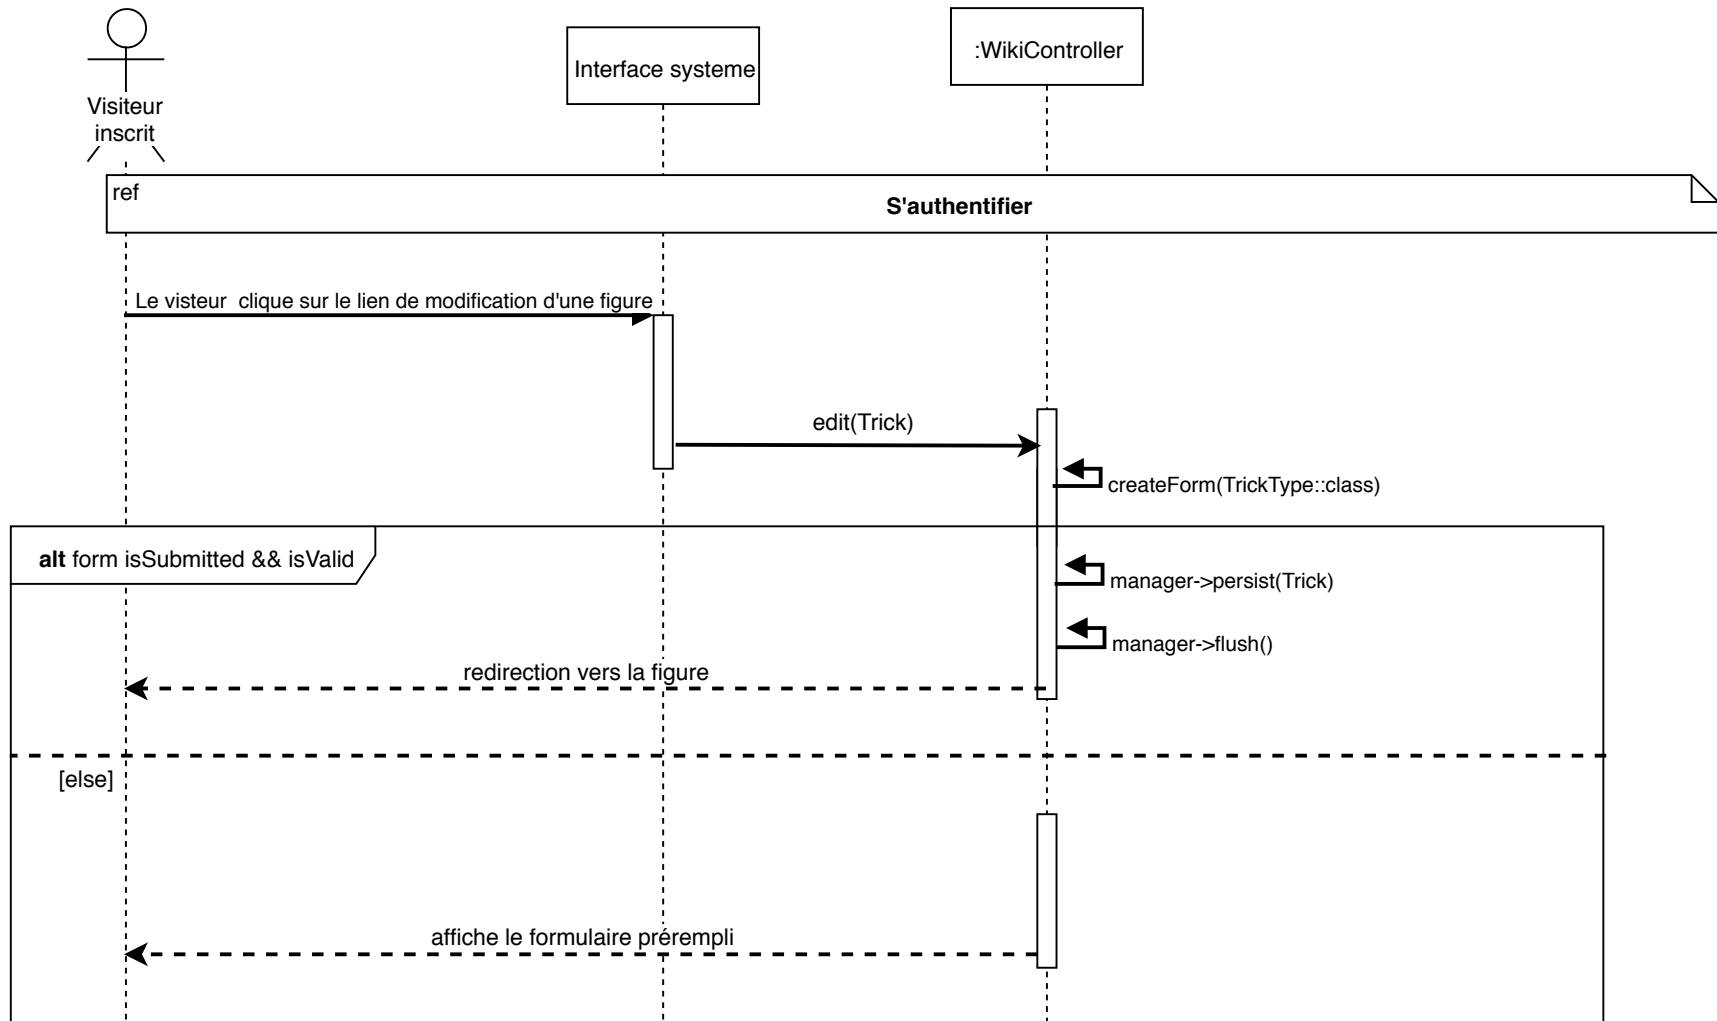 Visiteur
inscrit
Interface systeme
:WikiController
ref
S'authentifier
Le visteur  clique sur le lien de modification d'une figure
edit(Trick)
createForm(TrickType::class)
alt form isSubmitted && isValid
manager->persist(Trick)
manager->flush()
redirection vers la figure
[else]
affiche le formulaire prérempli